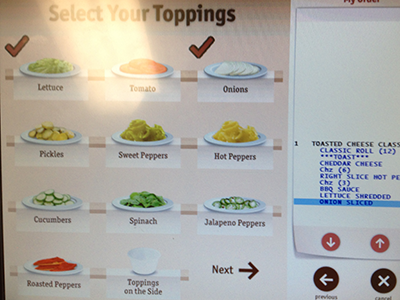 Select Your Toppings
My Order
Lettuce
Tomato
Onions
Pickles
Sweet Peppers
Hot Peppers
Cucumbers
Spinach
Jalapeno Peppers
Roasted Peppers
Toppings
on the Side
Next
1 TOASTED CHEESE CLASS
CLASSIC ROLL (12)
***TOAST***
CHEDDAR CHEESE
Chz (6)
RIGHT SLICE HOT PE
Chz (3)
BBQ SAUCE
LETTUCE SHREDDED
ONION SLICED
previous
cancel